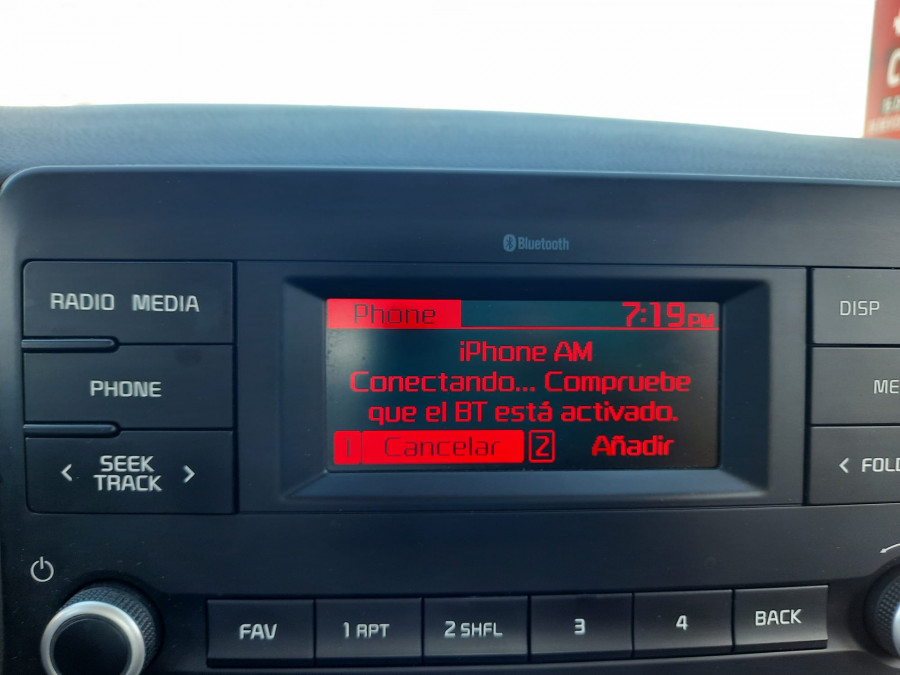 Bluetooth
RADIO MEDIA
PHONE
< SEEK >
TRACK
Phone 7:19PM
iPhone AM
Conectando... Compruebe
que el BT está activado.
1 Cancelar 2 Añadir
DISP
< 
FAV
1 RPT
2 SHFL
3
4
BACK